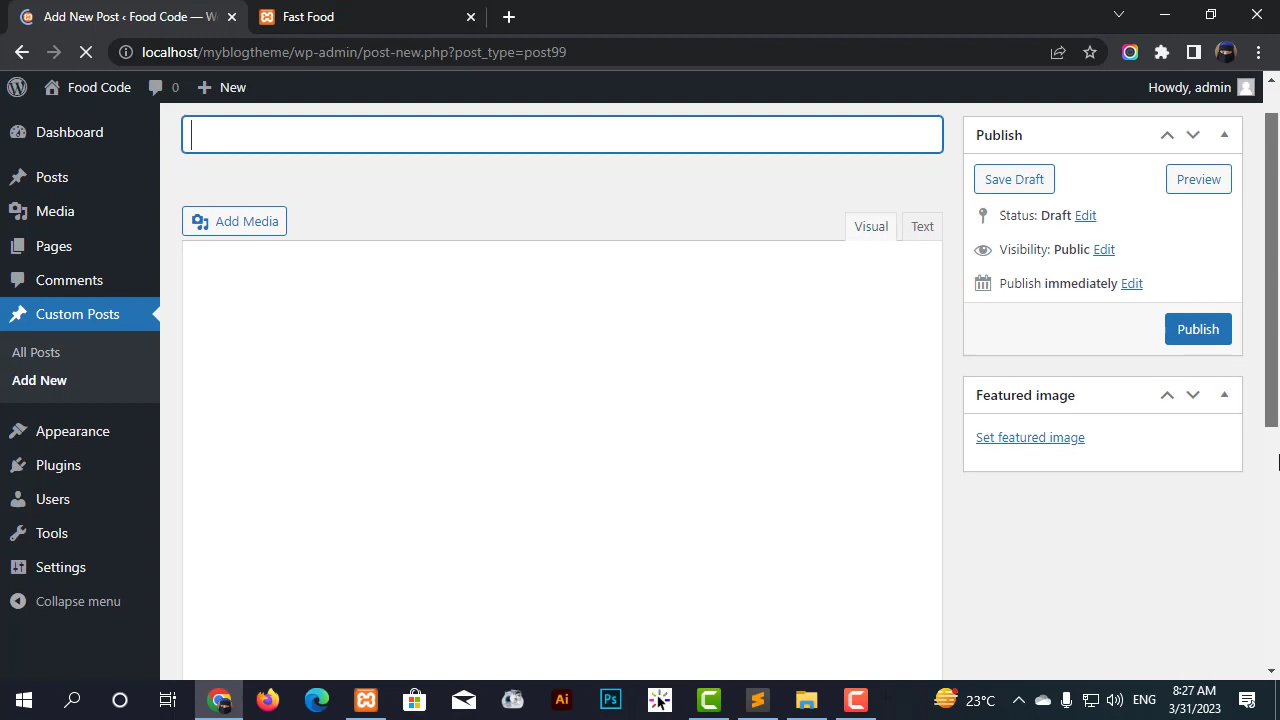 Add New Post ‹ Food Code — W
Fast Food
localhost/myblogtheme/wp-admin/post-new.php?post_type=post99
Food Code
0
New
Howdy, admin
Dashboard
Posts
Media
Pages
Comments
Custom Posts
All Posts
Add New
Appearance
Plugins
Users
Tools
Settings
Collapse menu
Add Media
Visual
Text
Publish
Save Draft
Preview
Status: Draft Edit
Visibility: Public Edit
Publish immediately Edit
Publish
Featured image
Set featured image
Ai
Ps
23°C
ENG
8:27 AM
3/31/2023